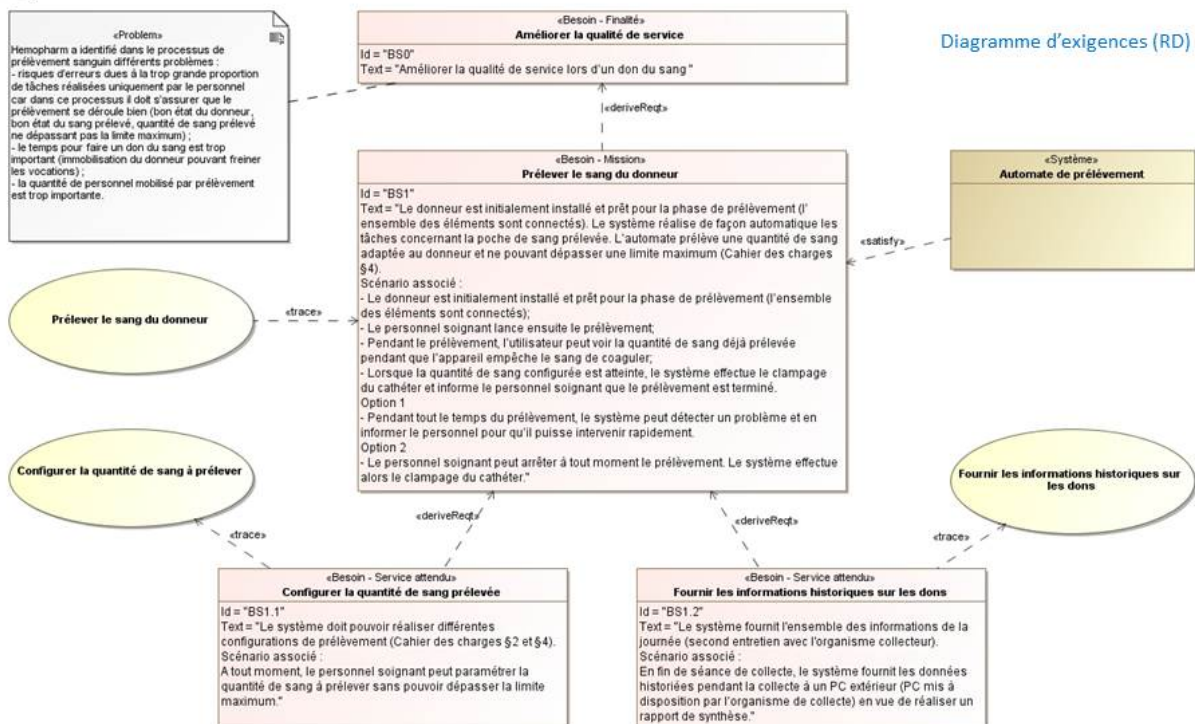 «Problem»
Hemopharm a identifié dans le processus de
prélèvement sanguin différents problèmes :
- risques d'erreurs dues à la trop grande proportion
de tâches réalisées uniquement par le personnel
car dans ce processus il doit s'assurer que le
prélèvement se déroule bien (bon état du donneur,
bon état du sang prélevé, quantité de sang prélevé
ne dépassant pas la limite maximum) ;
- le temps pour faire un don du sang est trop
important (immobilisation du donneur pouvant freiner
les vocations) ;
- la quantité de personnel mobilisé par prélèvement
est trop importante.
«Besoin - Finalité»
Améliorer la qualité de service
Id = "BS0"
Text = "Améliorer la qualité de service lors d'un don du sang"
Diagramme d'exigences (RD)
«deriveReqt»
«Besoin - Mission»
Prélever le sang du donneur
Id = "BS1"
Text = "Le donneur est initialement installé et prêt pour la phase de prélèvement (l'
ensemble des éléments sont connectés). Le système réalise de façon automatique les
tâches concernant la poche de sang prélevée. L'automate prélève une quantité de sang
adaptée au donneur et ne pouvant dépasser une limite maximum (Cahier des charges
§4).
Scénario associé :
- Le donneur est initialement installé et prêt pour la phase de prélèvement (l'ensemble
des éléments sont connectés);
- Le personnel soignant lance ensuite le prélèvement;
- Pendant le prélèvement, l'utilisateur peut voir la quantité de sang déjà prélevée
pendant que l'appareil empêche le sang de coaguler;
- Lorsque la quantité de sang configurée est atteinte, le système effectue le clampage
du cathéter et informe le personnel soignant que le prélèvement est terminé.
Option 1
- Pendant tout le temps du prélèvement, le système peut détecter un problème et en
informer le personnel pour qu'il puisse intervenir rapidement.
Option 2
- Le personnel soignant peut arrêter à tout moment le prélèvement. Le système effectue
alors le clampage du cathéter."
«Système»
Automate de prélèvement
«satisfy»
Prélever le sang du donneur
«trace»
Configurer la quantité de sang à prélever
Fournir les informations historiques sur
les dons
«trace»
«deriveReqt»
«deriveReqt»
«trace»
«Besoin - Service attendu»
Configurer la quantité de sang prélevée
Id = "BS1.1"
Text = "Le système doit pouvoir réaliser différentes
configurations de prélèvement (Cahier des charges §2 et §4).
Scénario associé :
A tout moment, le personnel soignant peut paramétrer la
quantité de sang à prélever sans pouvoir dépasser la limite
maximum."
«Besoin - Service attendu»
Fournir les informations historiques sur les dons
Id = "BS1.2"
Text = "Le système fournit l'ensemble des informations de la
journée (second entretien avec l'organisme collecteur).
Scénario associé :
En fin de séance de collecte, le système fournit les données
historiées pendant la collecte à un PC extérieur (PC mis à
disposition par l'organisme de collecte) en vue de réaliser un
rapport de synthèse."